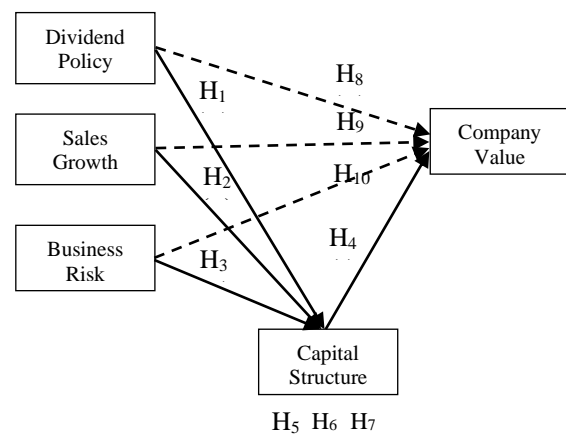 Dividend
Policy
H₈
H₁
H₉
Company
Value
Sales
Growth
H₂
H₁₀
Business
Risk
H₃
H₄
Capital
Structure
H₅ H₆ H₇